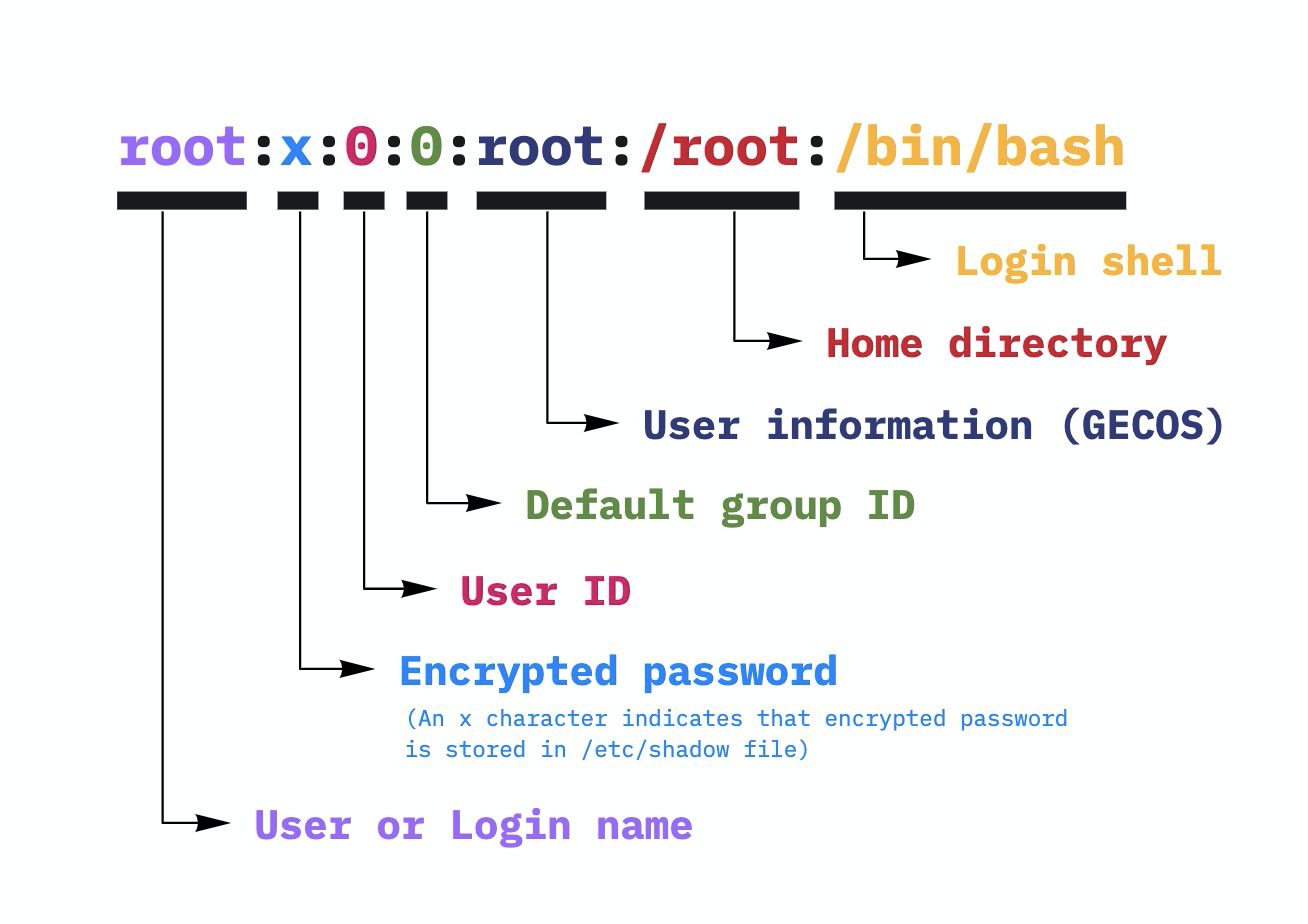 root:x:0:0:root:/root:/bin/bash
Login shell
Home directory
User information (GECOS)
Default group ID
User ID
Encrypted password
(An x character indicates that encrypted password
is stored in /etc/shadow file)
User or Login name